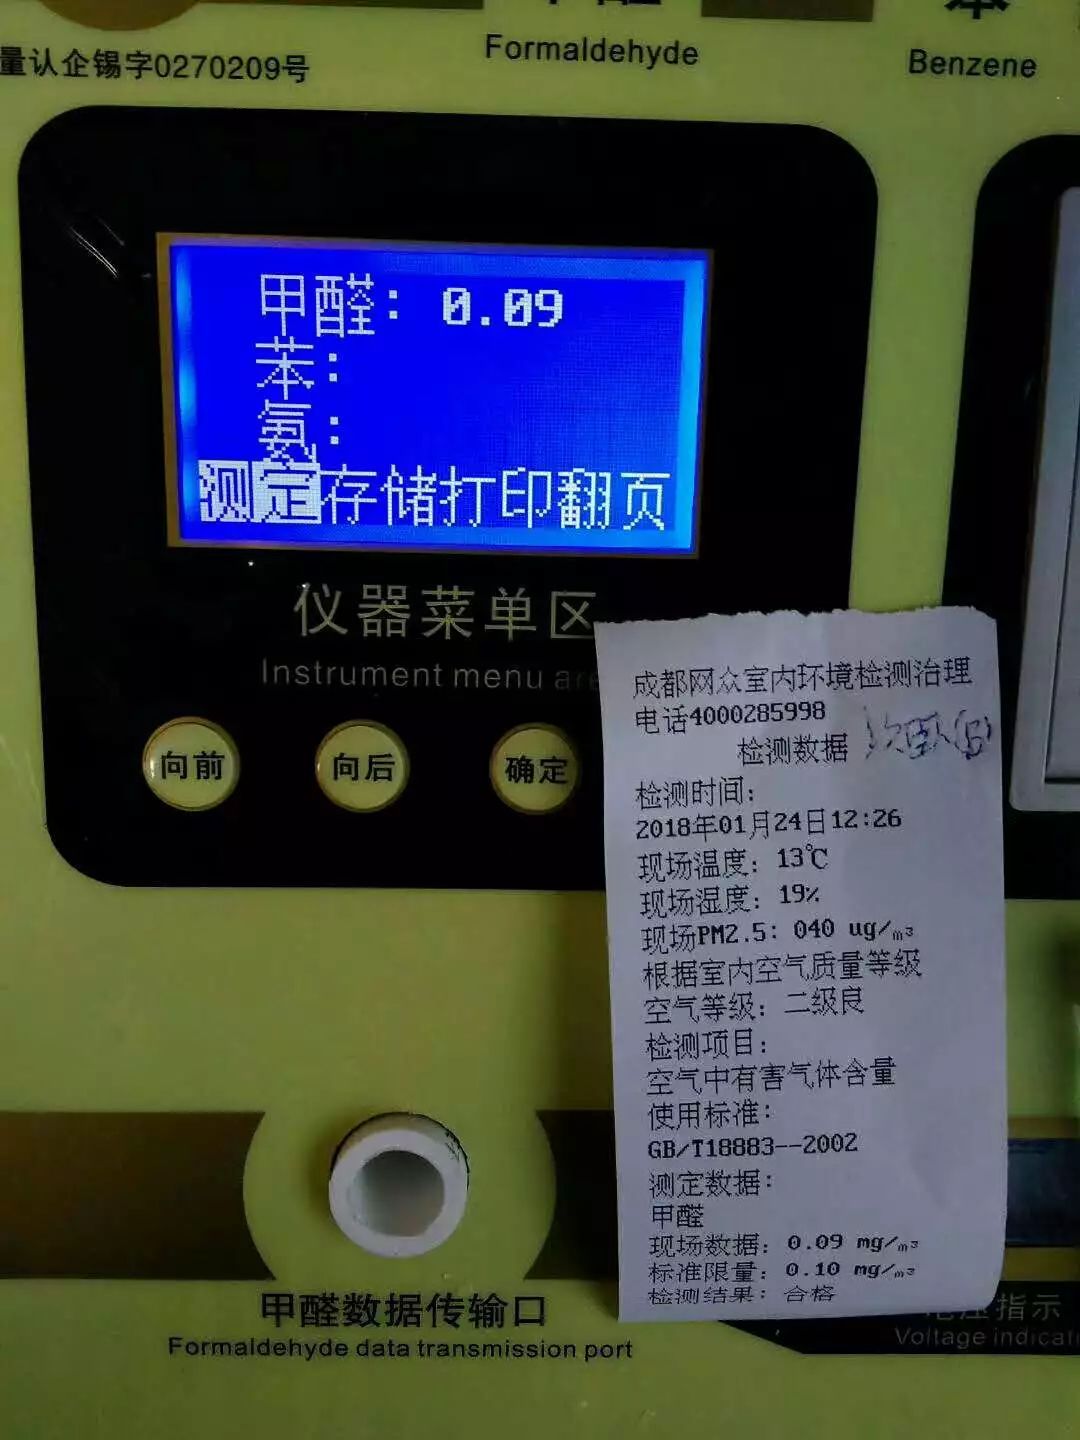 量认企锡字0270209号
Formaldehyde
苯
Benzene
甲醛: 0.09
苯:
氨:
测定存储打印翻页
仪器菜单区
Instrument menu are
向前
向后
确定
成都网众室内环境检测治理
电话4000285998
检测数据
检测时间:
2018年01月24日12:26
现场温度: 13℃
现场湿度: 19%
现场PM2.5: 040 ug/m³
根据室内空气质量等级
空气等级: 二级良
检测项目:
空气中有害气体含量
使用标准:
GB/T18883--2002
测定数据:
甲醛
现场数据: 0.09 mg/m³
标准限量: 0.10 mg/m³
检测结果: 合格
甲醛数据传输口
Formaldehyde data transmission port
压指示
Voltage indicat